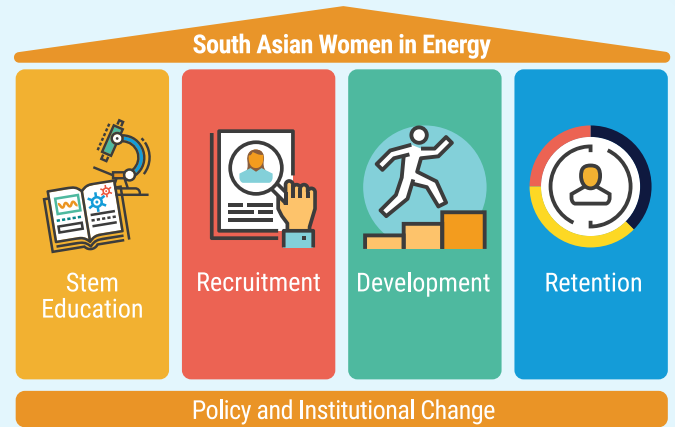 South Asian Women in Energy
Stem
Education
Recruitment
Development
Retention
Policy and Institutional Change